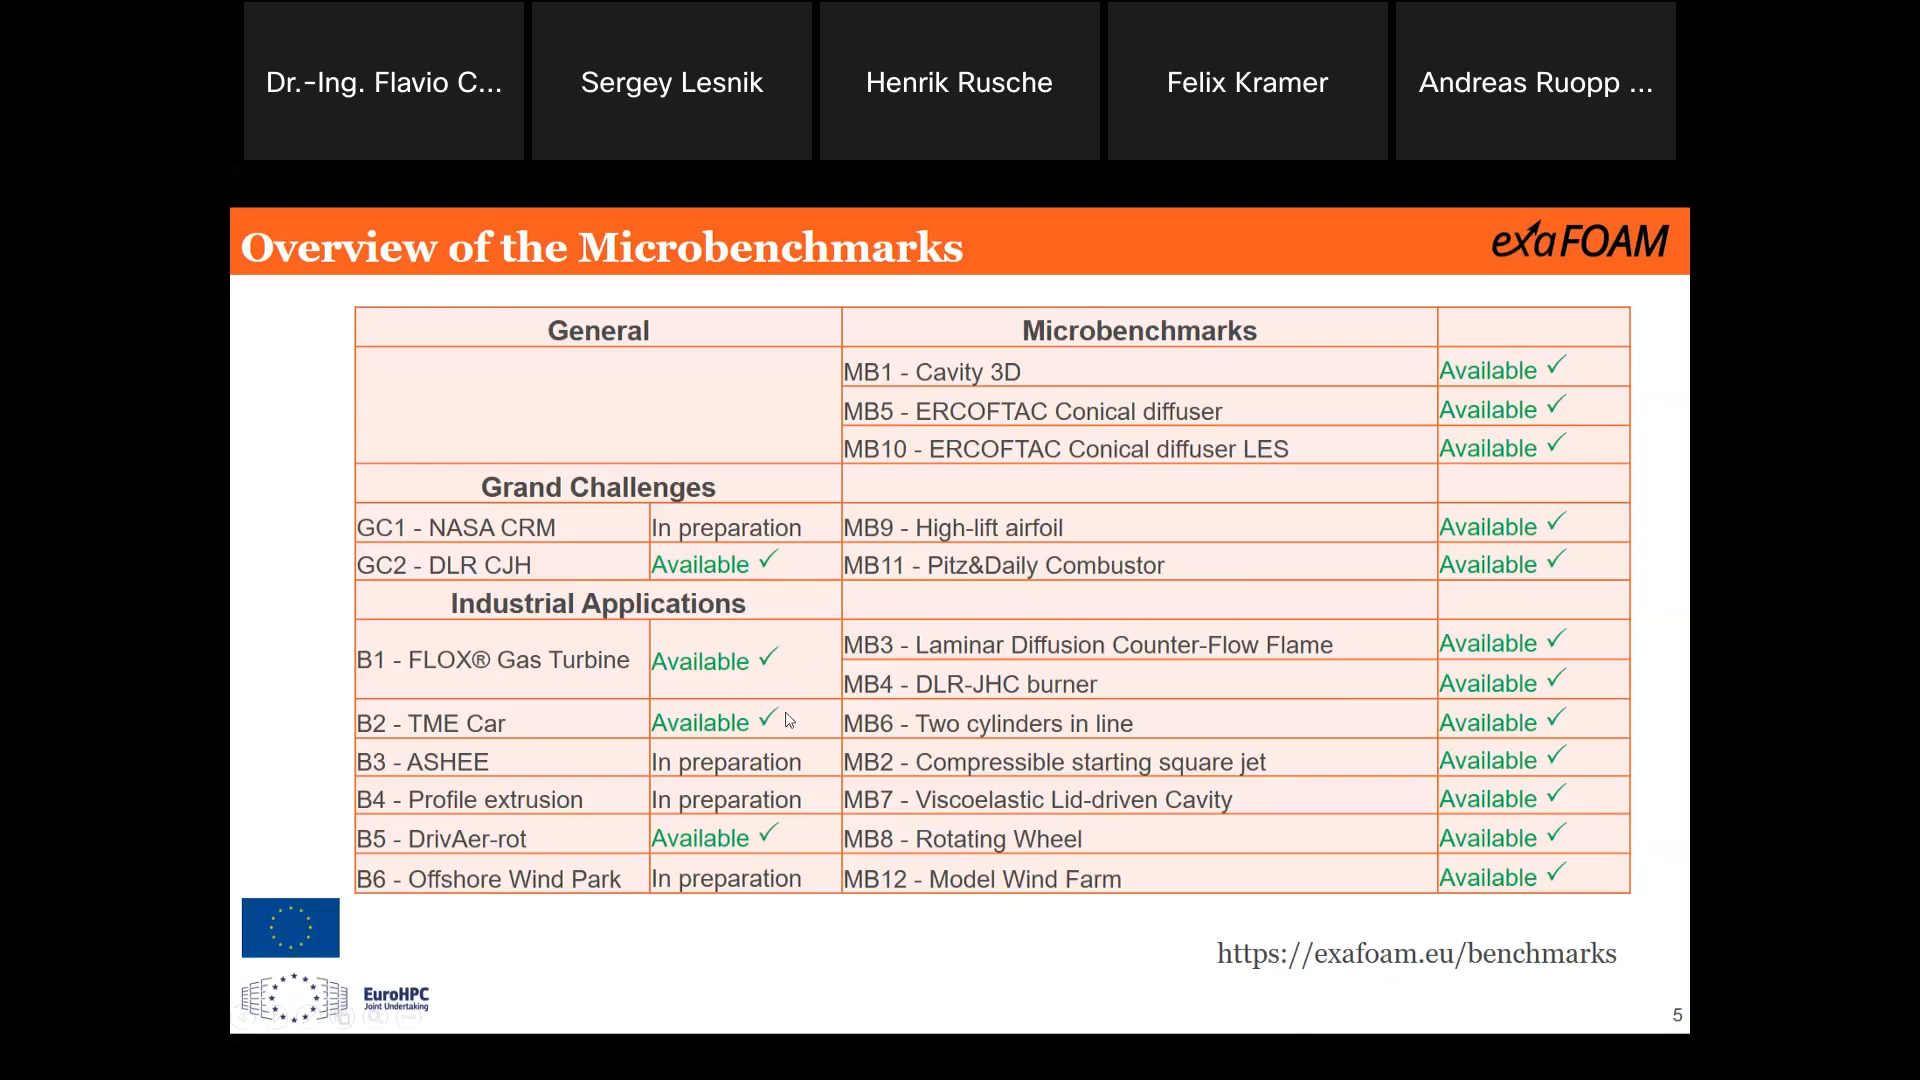 Dr.-Ing. Flavio C...
Sergey Lesnik
Henrik Rusche
Felix Kramer
Andreas Ruopp ...
Overview of the Microbenchmarks
exaFOAM
General Microbenchmarks
MB1 - Cavity 3D Available ✓
MB5 - ERCOFTAC Conical diffuser Available ✓
MB10 - ERCOFTAC Conical diffuser LES Available ✓
Grand Challenges
GC1 - NASA CRM In preparation MB9 - High-lift airfoil Available ✓
GC2 - DLR CJH Available ✓ MB11 - Pitz&Daily Combustor Available ✓
Industrial Applications
B1 - FLOX® Gas Turbine Available ✓ MB3 - Laminar Diffusion Counter-Flow Flame Available ✓
MB4 - DLR-JHC burner Available ✓
B2 - TME Car Available ✓ MB6 - Two cylinders in line Available ✓
B3 - ASHEE In preparation MB2 - Compressible starting square jet Available ✓
B4 - Profile extrusion In preparation MB7 - Viscoelastic Lid-driven Cavity Available ✓
B5 - DrivAer-rot Available ✓ MB8 - Rotating Wheel Available ✓
B6 - Offshore Wind Park In preparation MB12 - Model Wind Farm Available ✓
https://exafoam.eu/benchmarks
EuroHPC
Joint Undertaking
5